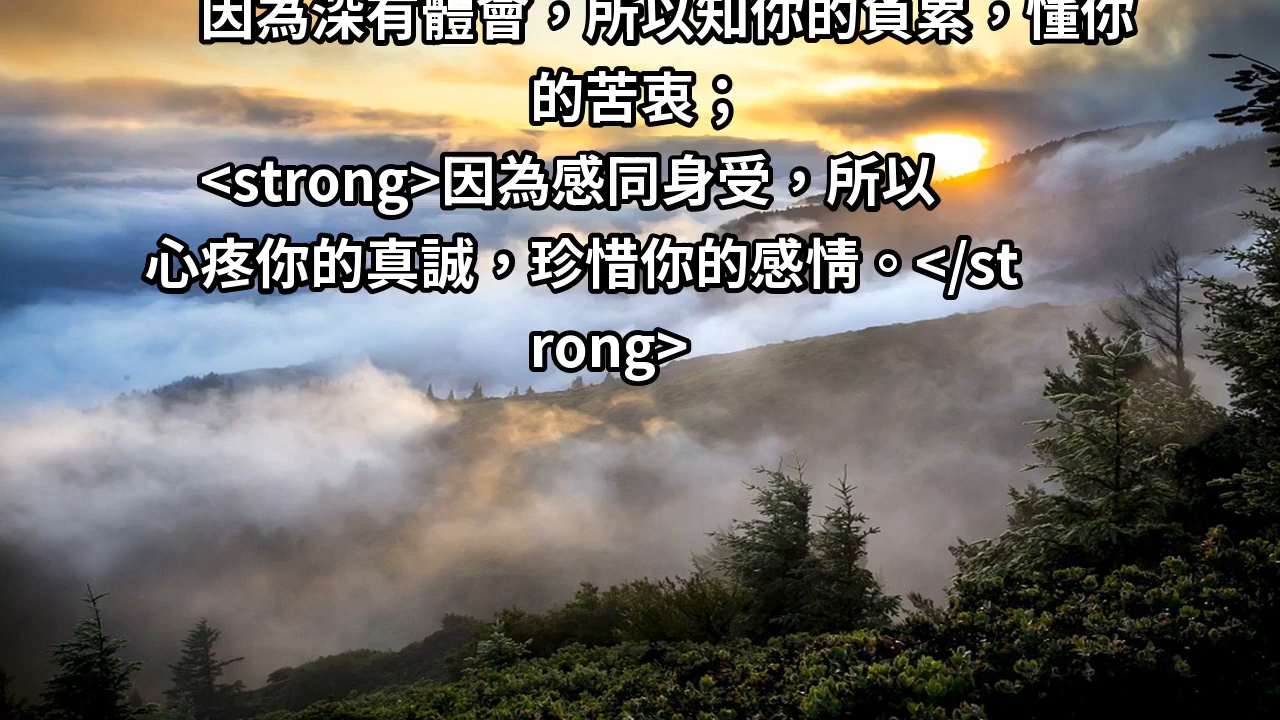 因為深有體會，所以知你的負累，懂你
的苦衷；
<strong>因為感同身受，所以
心疼你的真誠，珍惜你的感情。</st
rong>